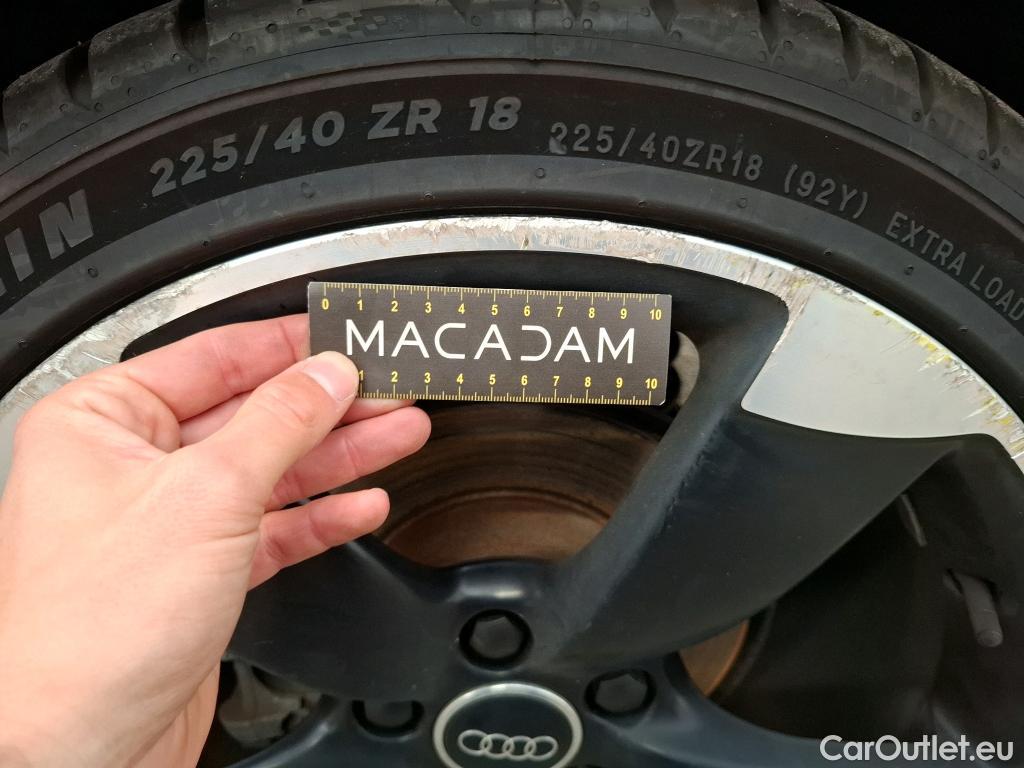 225/40 ZR 18
225/40ZR18 (92Y) EXTRA LOAD
0 1 2 3 4 5 6 7 8 9 10
MACADAM
1 2 3 4 5 6 7 8 9 10
CarOutlet.eu